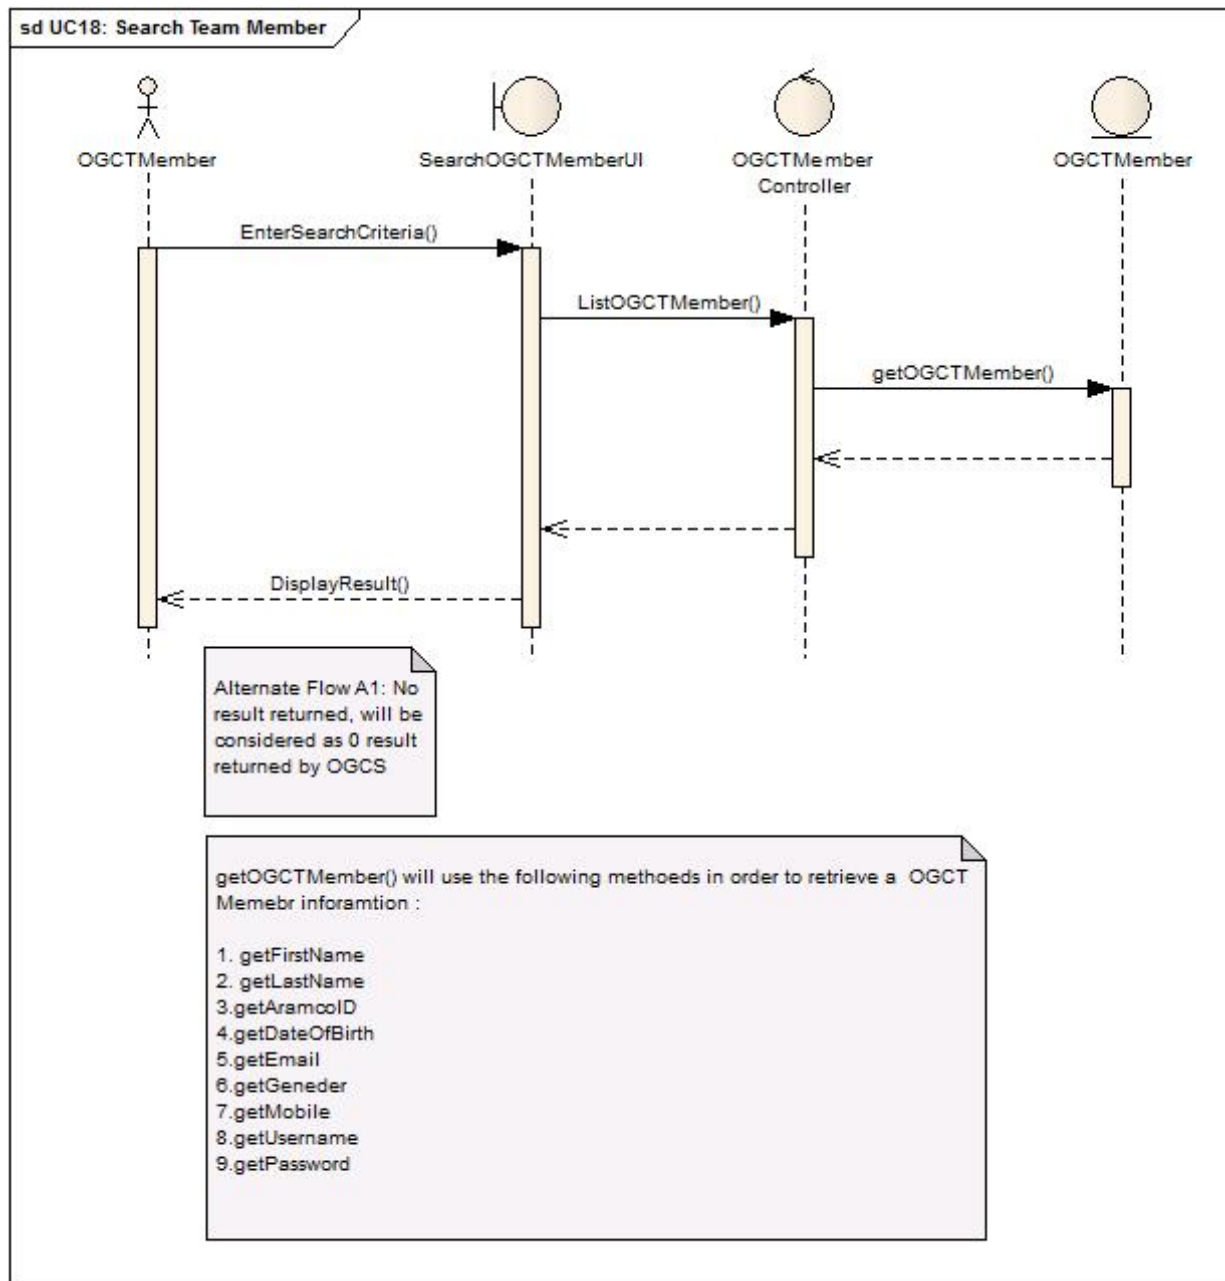 sd UC18: Search Team Member
OGCTMember
SearchOGCTMemberUI
OGCTMember
Controller
OGCTMember
EnterSearchCriteria()
ListOGCTMember()
getOGCTMember()
DisplayResult()
Alternate Flow A1: No
result returned, will be
considered as 0 result
returned by OGCS
getOGCTMember() will use the following methoeds in order to retrieve a OGCT
Memebr inforamtion :
1. getFirstName
2. getLastName
3.getAramcoID
4.getDateOfBirth
5.getEmail
6.getGeneder
7.getMobile
8.getUsername
9.getPassword